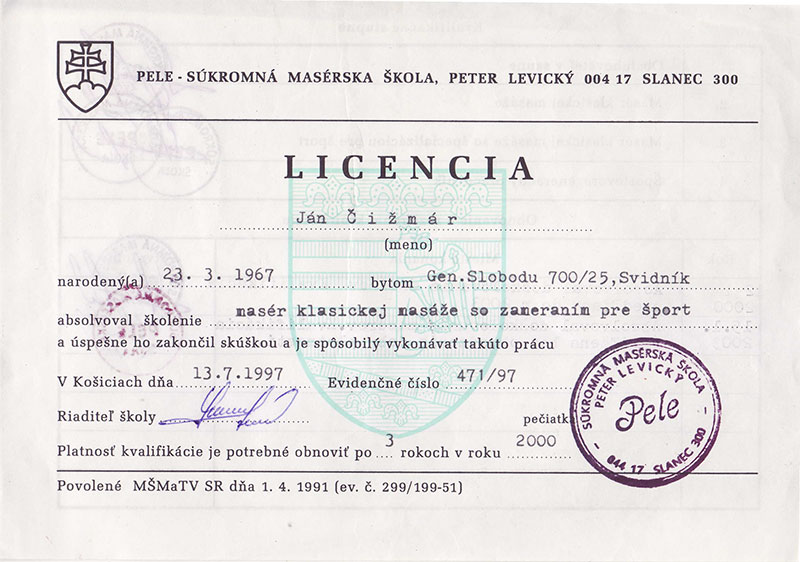 PELE - SÚKROMNÁ MASÉRSKA ŠKOLA, PETER LEVICKÝ 004 17 SLANEC 300
LICENCIA
Ján Čižmár
(meno)
narodený(a) 23. 3. 1967 bytom Gen.Slobodu 700/25,Svidník
absolvoval školenie masér klasickej masáže so zameraním pre šport
a úspešne ho zakončil skúškou a je spôsobilý vykonávať takúto prácu
V Košiciach dňa 13.7.1997 Evidenčné číslo 471/97
Riaditeľ školy pečiatka
Platnosť kvalifikácie je potrebné obnoviť po 3 rokoch v roku 2000
Povolené MŠMaTV SR dňa 1. 4. 1991 (ev. č. 299/199-51)
SÚKROMNÁ MASÉRSKA ŠKOLA
PETER LEVICKÝ
Pele
- 044 17 SLANEC 300 -